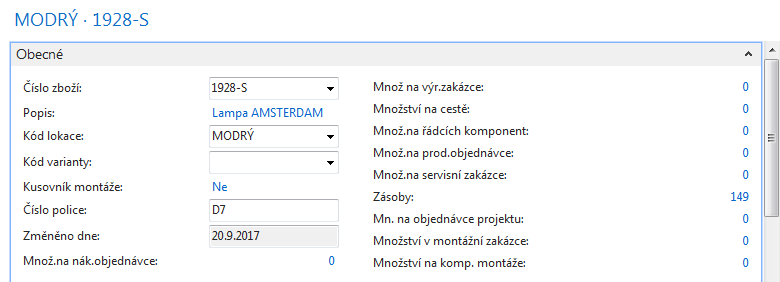 MODRÝ · 1928-S
Obecné
Číslo zboží: 1928-S
Popis: Lampa AMSTERDAM
Kód lokace: MODRÝ
Kód varianty:
Kusovník montáže: Ne
Číslo police: D7
Změněno dne: 20.9.2017
Množ.na nák.objednávce: 0
Množ na výr.zakázce: 0
Množství na cestě: 0
Množ.na řádcích komponent: 0
Množ.na prod.objednávce: 0
Množ.na servisní zakázce: 0
Zásoby: 149
Mn. na objednávce projektu: 0
Množství v montážní zakázce: 0
Množství na komp. montáže: 0